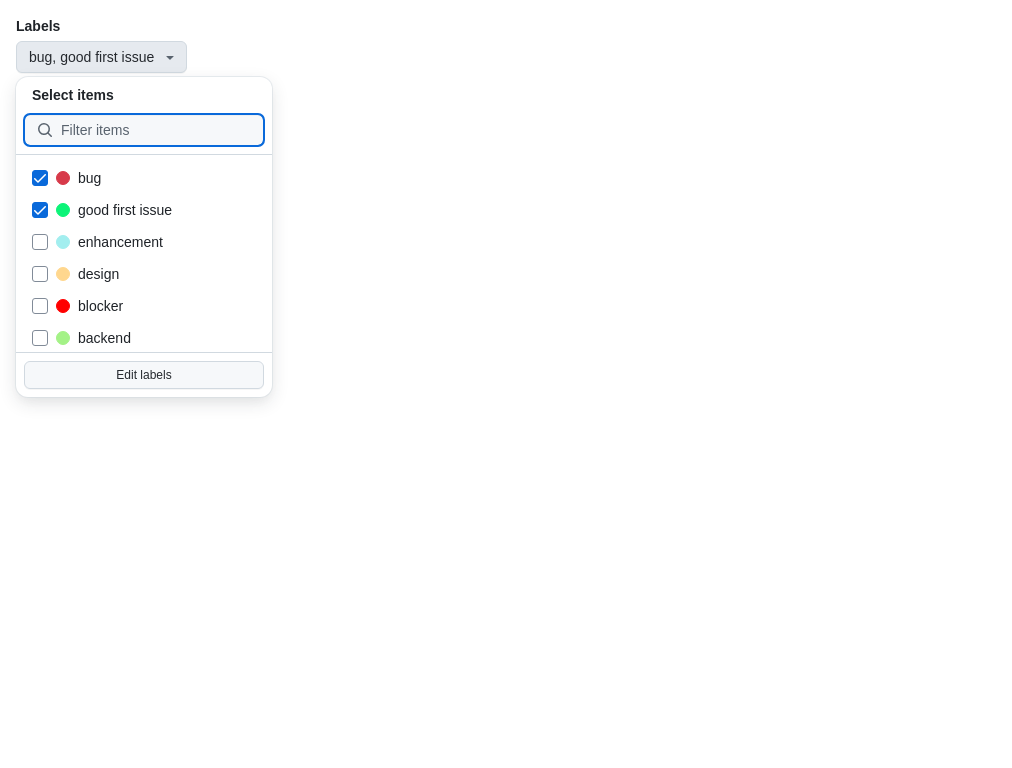 Labels
bug, good first issue
Select items
Filter items
bug
good first issue
enhancement
design
blocker
backend
Edit labels